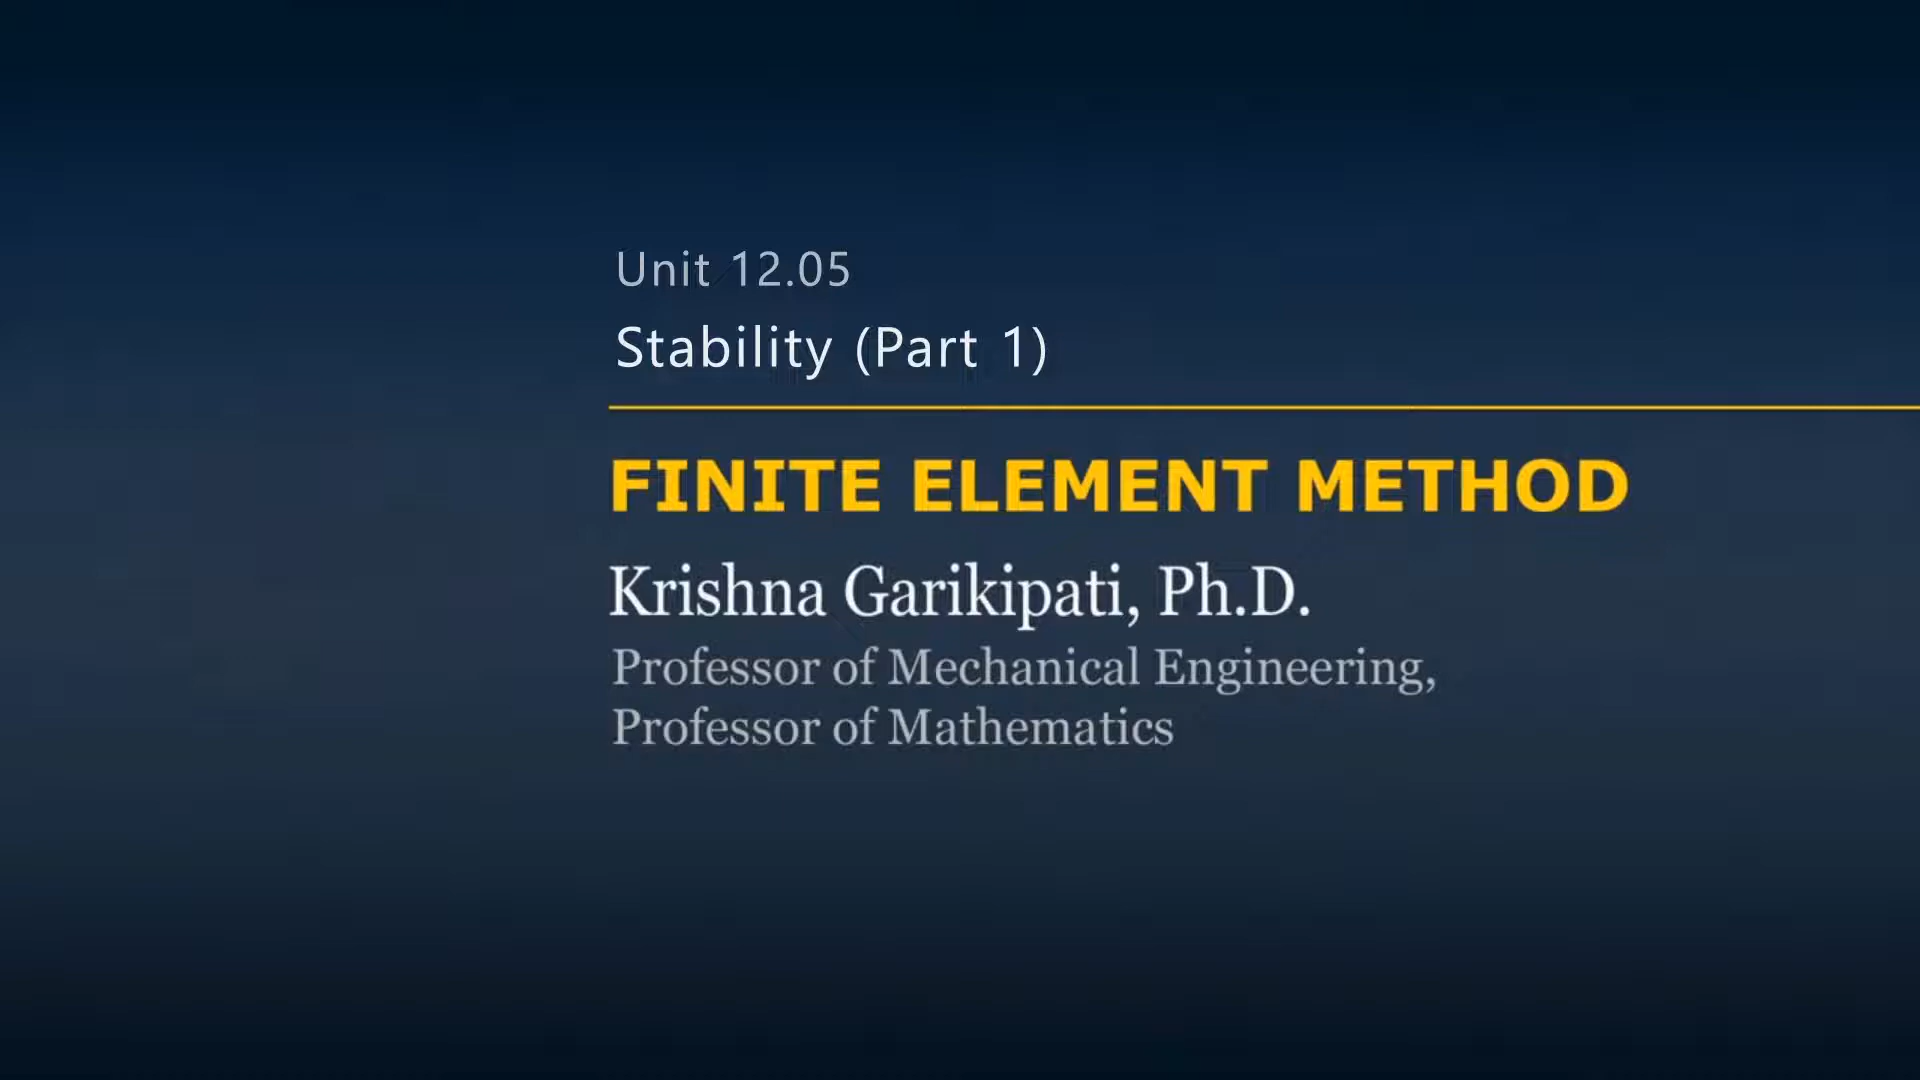 Unit 12.05
Stability (Part 1)
FINITE ELEMENT METHOD
Krishna Garikipati, Ph.D.
Professor of Mechanical Engineering,
Professor of Mathematics